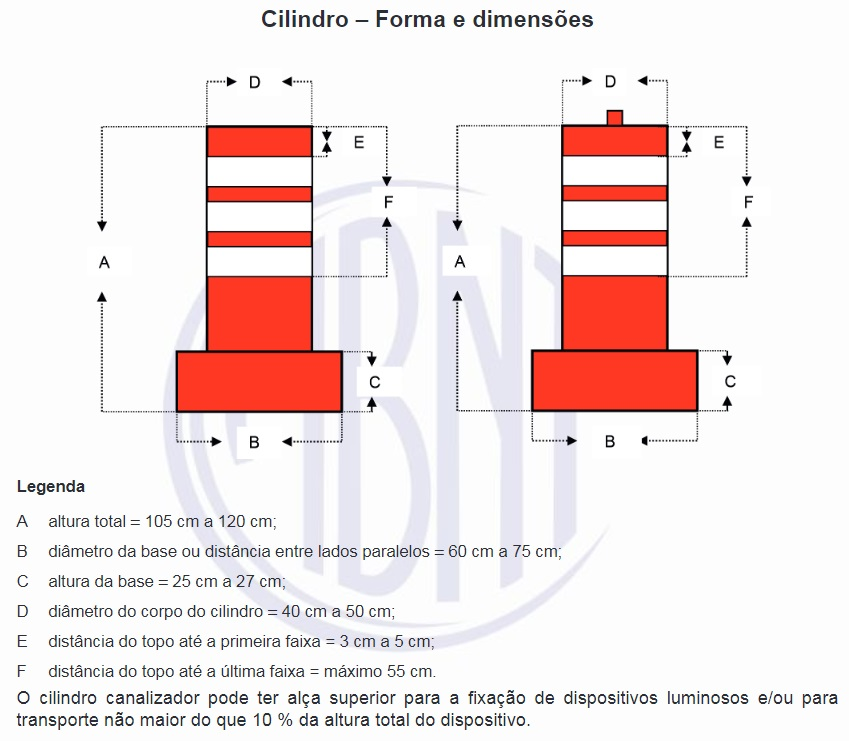 Cilindro – Forma e dimensões
D
D
E
E
F
F
A
A
C
C
B
B
Legenda
A altura total = 105 cm a 120 cm;
B diâmetro da base ou distância entre lados paralelos = 60 cm a 75 cm;
C altura da base = 25 cm a 27 cm;
D diâmetro do corpo do cilindro = 40 cm a 50 cm;
E distância do topo até a primeira faixa = 3 cm a 5 cm;
F distância do topo até a última faixa = máximo 55 cm.
O cilindro canalizador pode ter alça superior para a fixação de dispositivos luminosos e/ou para
transporte não maior do que 10 % da altura total do dispositivo.
ABNT